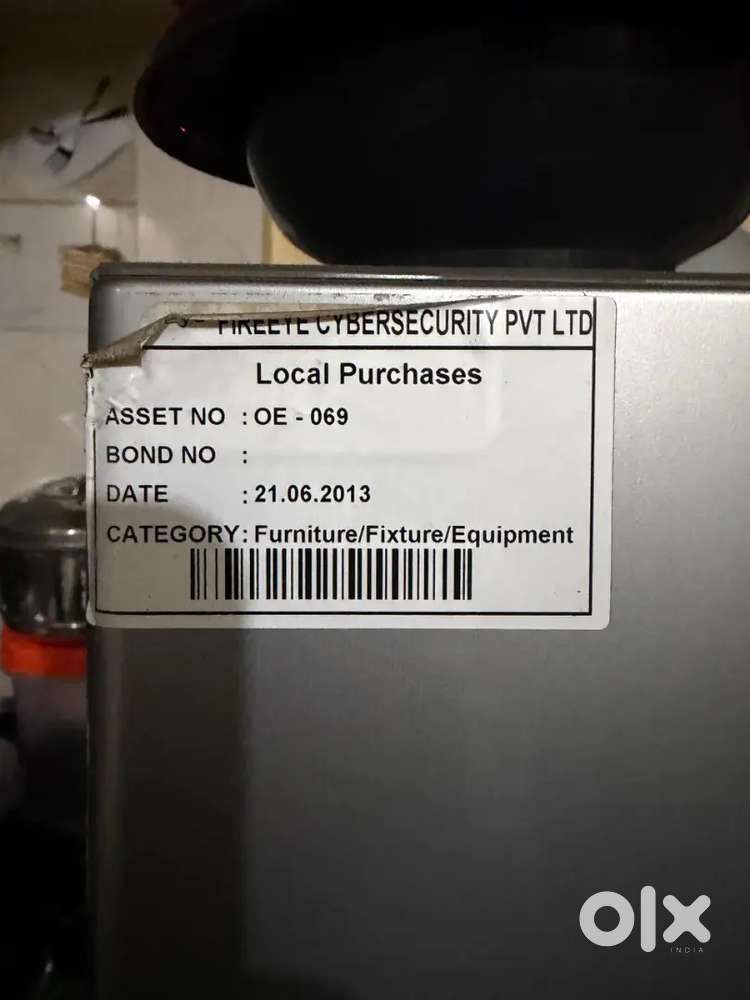 FIREEYE CYBERSECURITY PVT LTD
Local Purchases
ASSET NO : OE - 069
BOND NO :
DATE : 21.06.2013
CATEGORY: Furniture/Fixture/Equipment
olx
INDIA